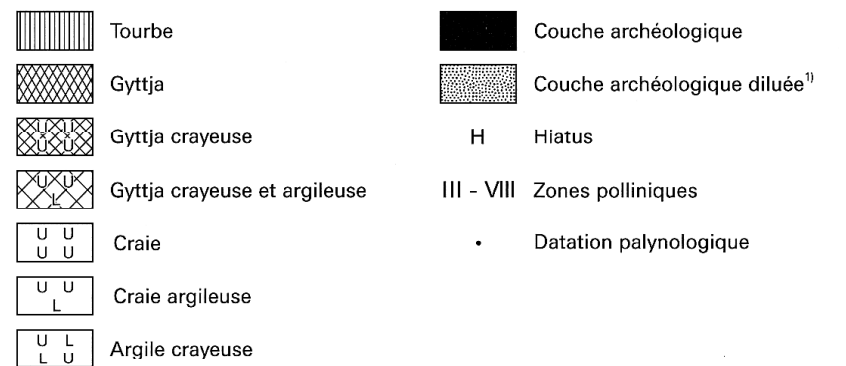 Tourbe
Gyttja
U U
U U
Gyttja crayeuse
U U
L
Gyttja crayeuse et argileuse
U U
U U
Craie
U U
L
Craie argileuse
U L
L U
Argile crayeuse
Couche archéologique
Couche archéologique diluée¹⁾
H Hiatus
III - VIII Zones polliniques
• Datation palynologique